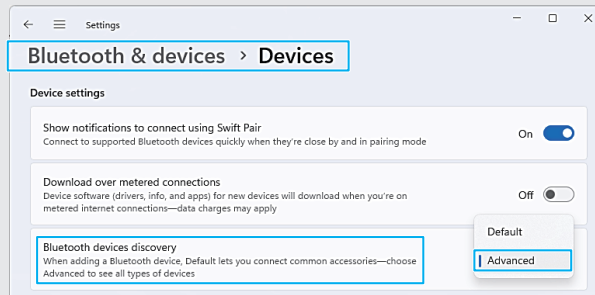 Settings
Bluetooth & devices › Devices
Device settings
Show notifications to connect using Swift Pair
Connect to supported Bluetooth devices quickly when they're close by and in pairing mode
On
Download over metered connections
Device software (drivers, info, and apps) for new devices will download when you're on
metered internet connections—data charges may apply
Off
Bluetooth devices discovery
When adding a Bluetooth device, Default lets you connect common accessories—choose
Advanced to see all types of devices
Default
Advanced